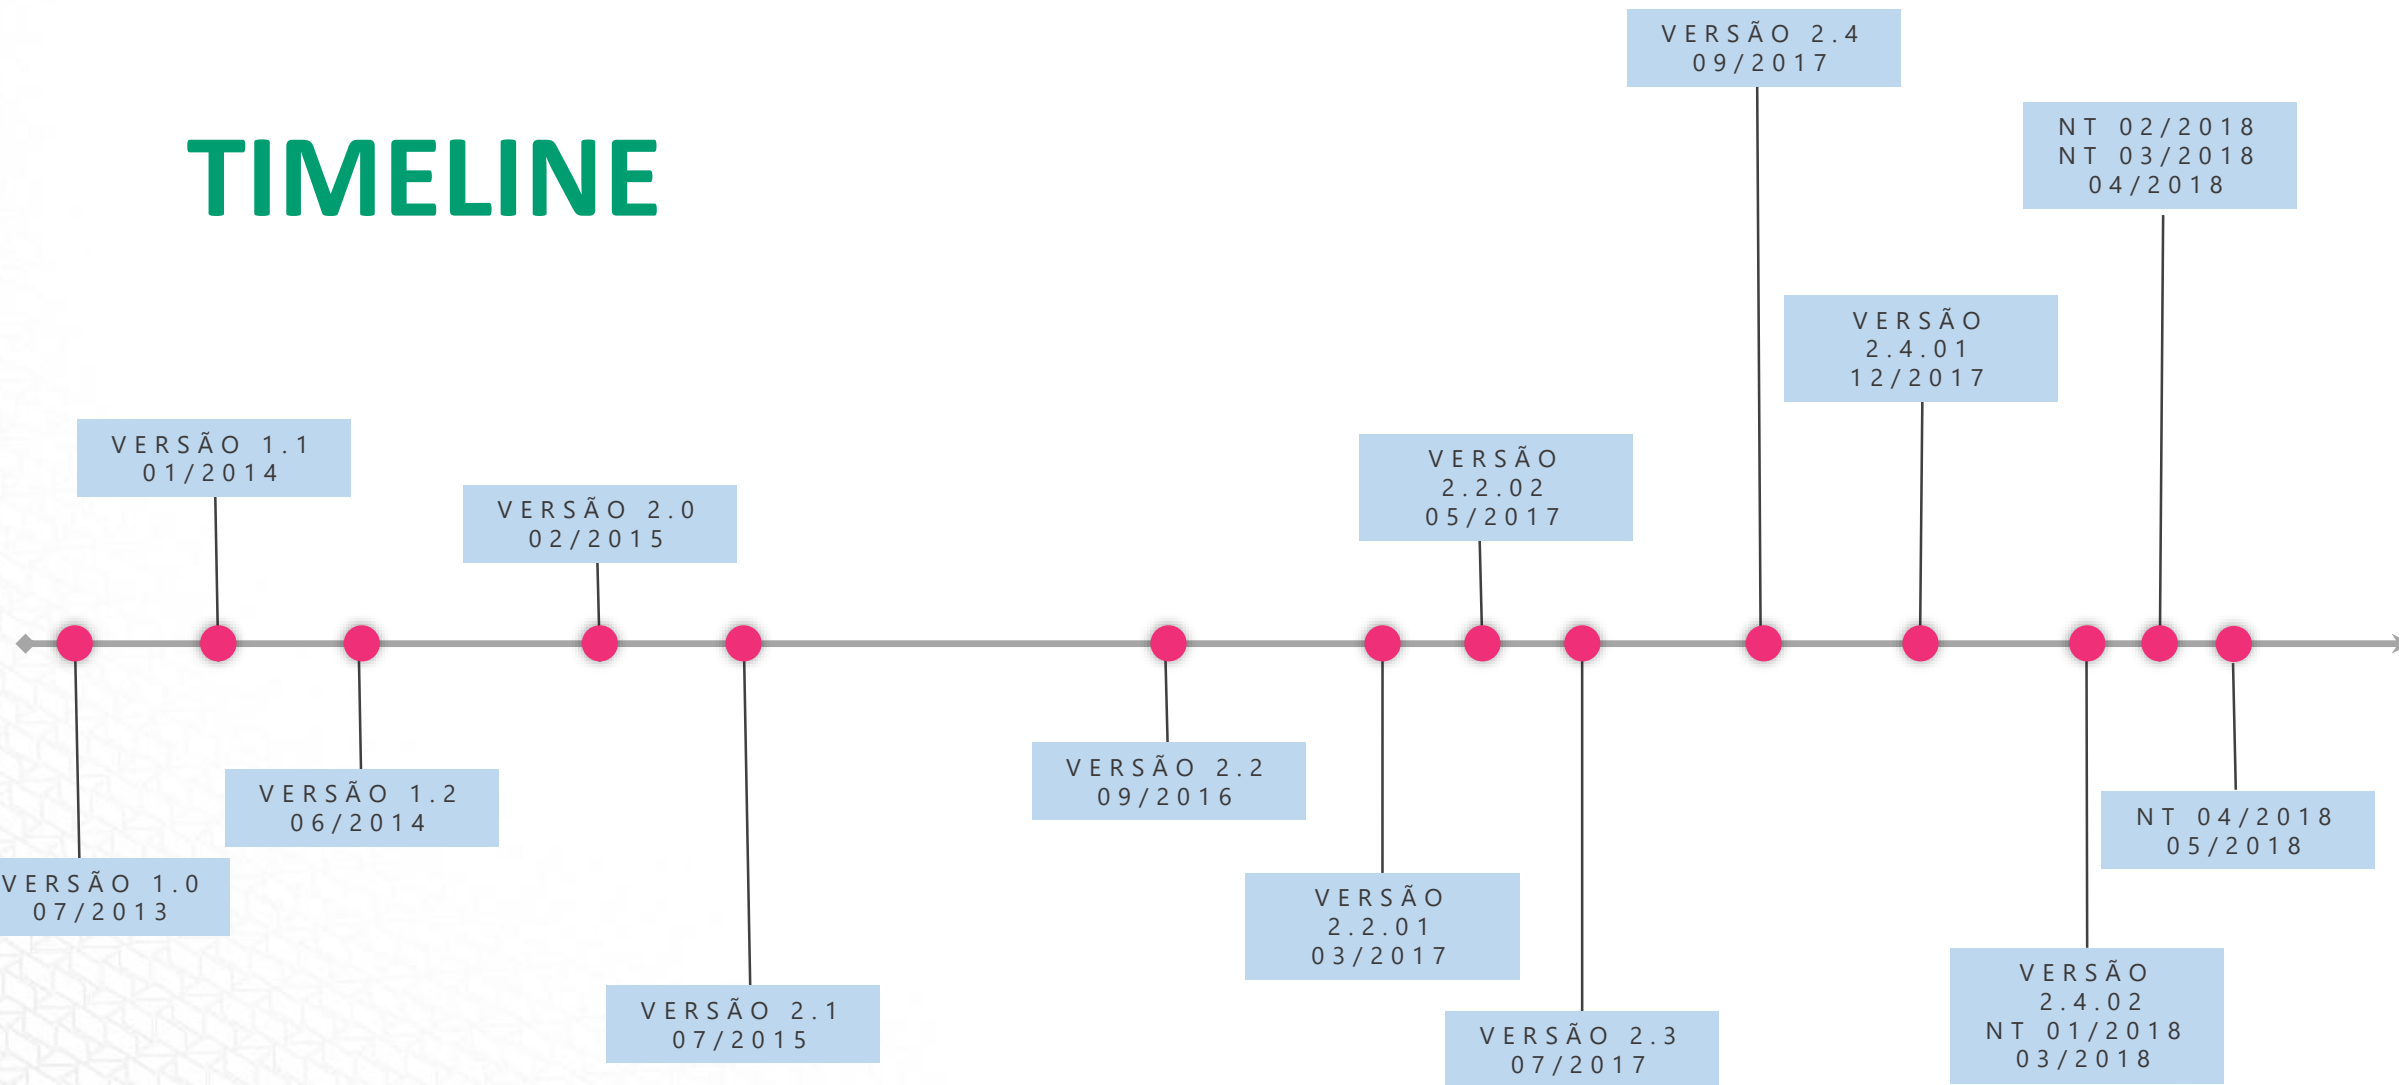 TIMELINE
VERSÃO 1.0
07/2013
VERSÃO 1.1
01/2014
VERSÃO 1.2
06/2014
VERSÃO 2.0
02/2015
VERSÃO 2.1
07/2015
VERSÃO 2.2
09/2016
VERSÃO
2.2.01
03/2017
VERSÃO
2.2.02
05/2017
VERSÃO 2.3
07/2017
VERSÃO 2.4
09/2017
VERSÃO
2.4.01
12/2017
VERSÃO
2.4.02
NT 01/2018
03/2018
NT 02/2018
NT 03/2018
04/2018
NT 04/2018
05/2018